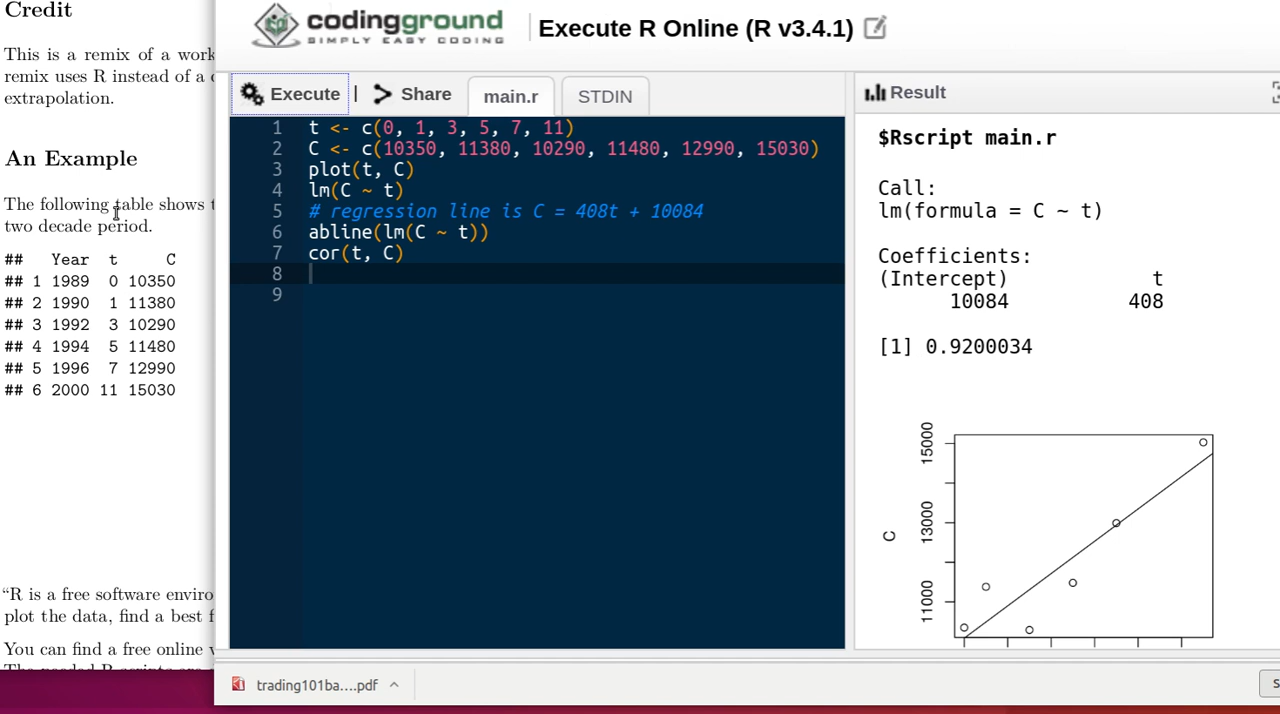 Credit
This is a remix of a work
remix uses R instead of a
extrapolation.
An Example
The following table shows
two decade period.
## Year t C
## 1 1989 0 10350
## 2 1990 1 11380
## 3 1992 3 10290
## 4 1994 5 11480
## 5 1996 7 12990
## 6 2000 11 15030
“R is a free software enviro
plot the data, find a best f
You can find a free online
The needed R scripts are
codingground
SIMPLY EASY CODING
Execute R Online (R v3.4.1)
Execute | Share main.r STDIN
1 t <- c(0, 1, 3, 5, 7, 11)
2 C <- c(10350, 11380, 10290, 11480, 12990, 15030)
3 plot(t, C)
4 lm(C ~ t)
5 # regression line is C = 408t + 10084
6 abline(lm(C ~ t))
7 cor(t, C)
8
9
Result
$Rscript main.r
Call:
lm(formula = C ~ t)
Coefficients:
(Intercept) t
10084 408
[1] 0.9200034
15000
13000
11000
C
trading101ba....pdf